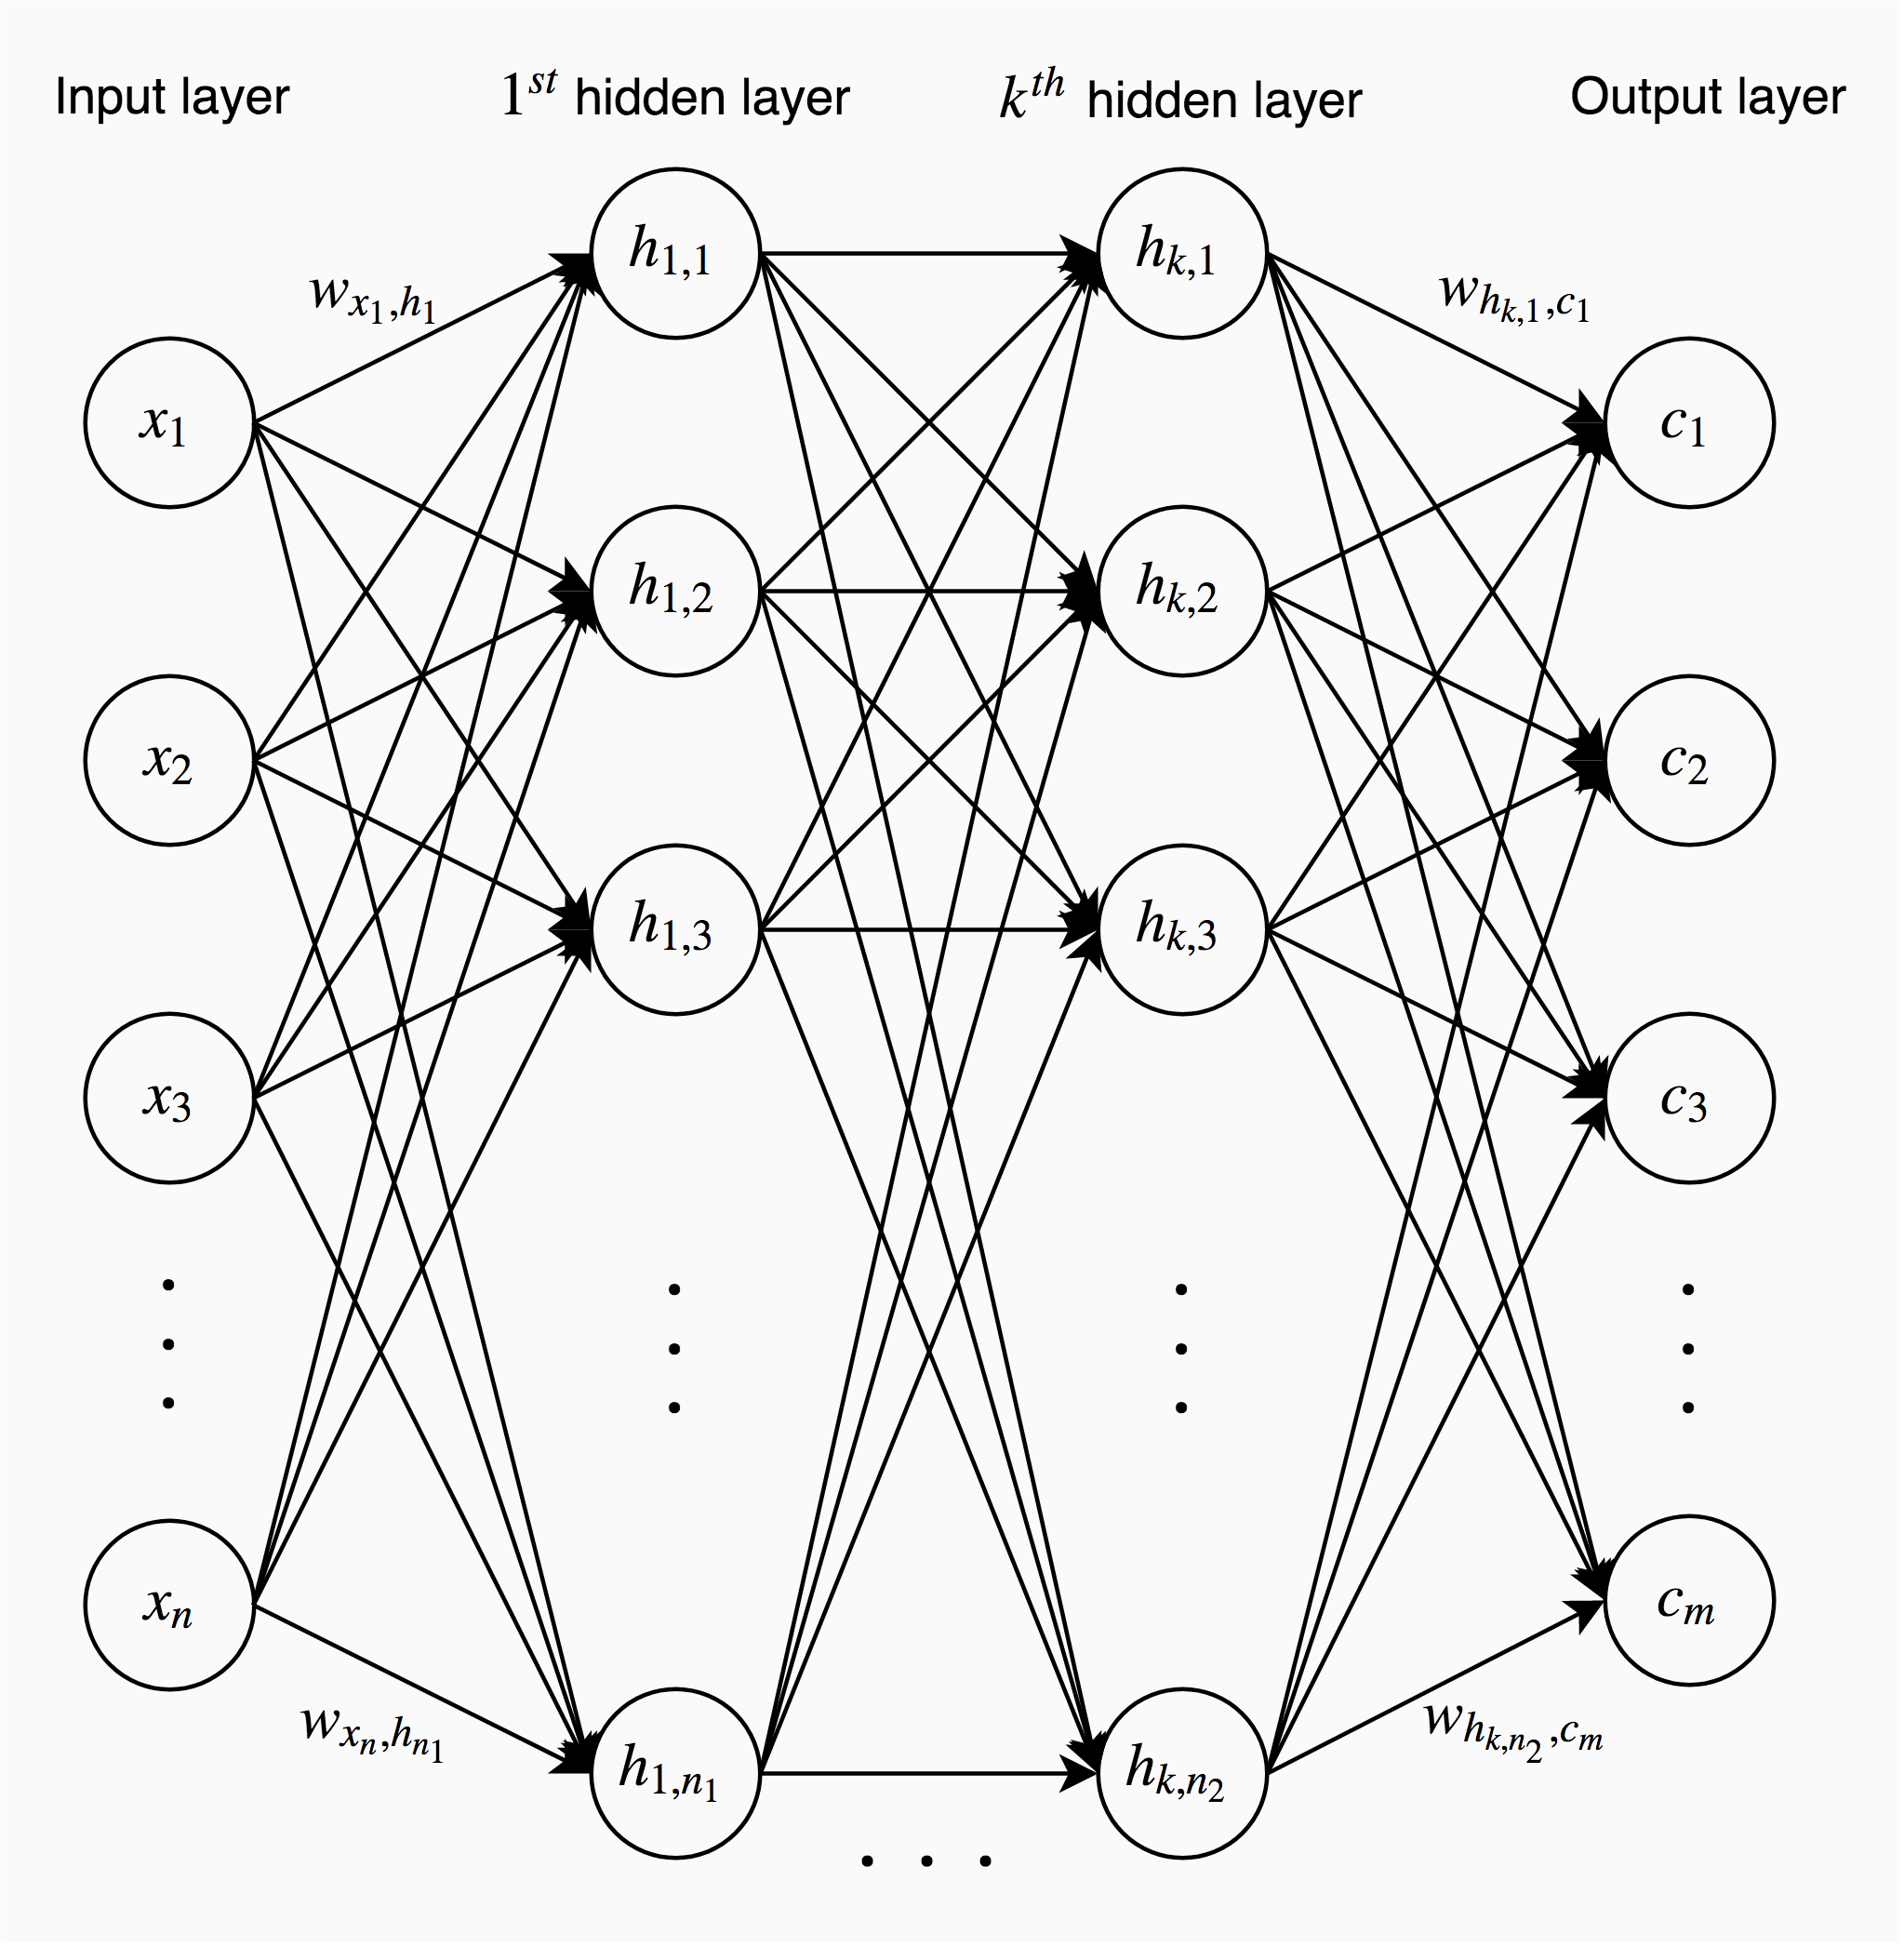 Input layer
1^{st} hidden layer
k^{th} hidden layer
Output layer
w_{x_1,h_1}
w_{h_{k,1},c_1}
h_{1,1}
h_{k,1}
x_1
c_1
h_{1,2}
h_{k,2}
x_2
c_2
h_{1,3}
h_{k,3}
x_3
c_3
x_n
c_m
w_{x_n,h_{n_1}}
w_{h_{k,n_2},c_m}
h_{1,n_1}
h_{k,n_2}
. . .